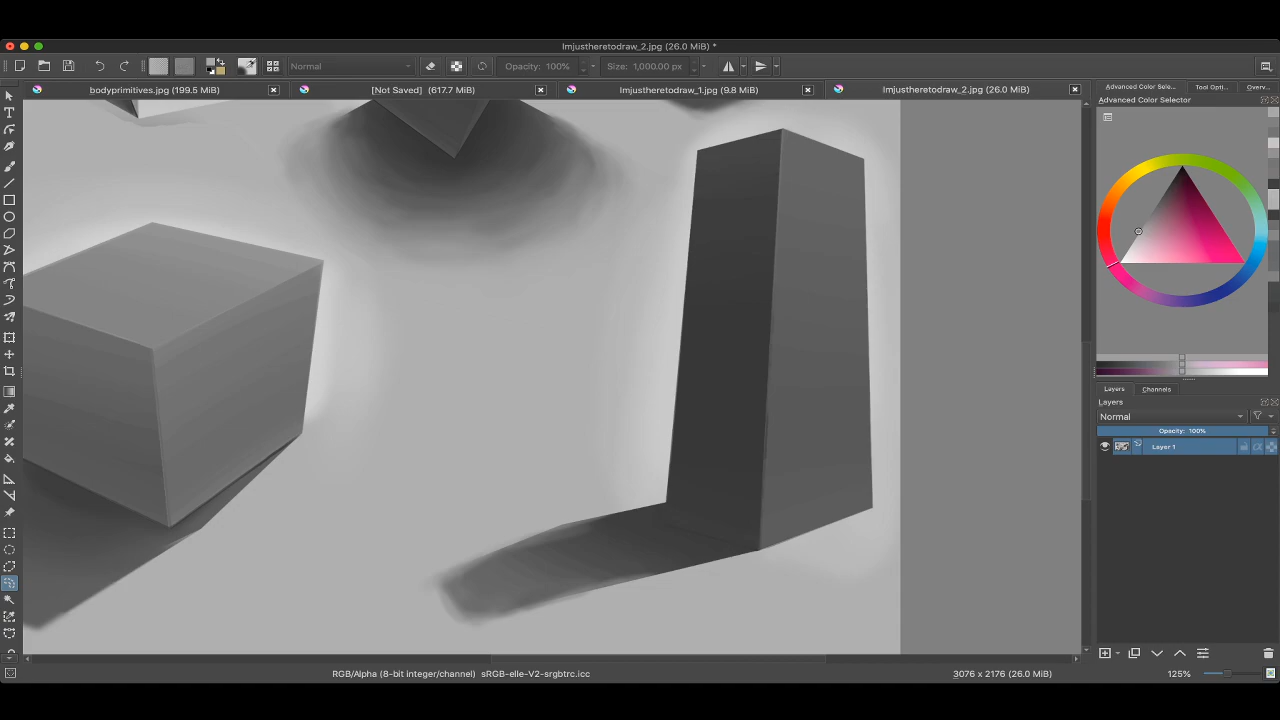 Imjustheretodraw_2.jpg (26.0 MiB) *
Normal
Opacity: 100%
Size: 1,000.00 px
bodyprimitives.jpg (199.5 MiB)
[Not Saved] (617.7 MiB)
Imjustheretodraw_1.jpg (9.8 MiB)
Imjustheretodraw_2.jpg (26.0 MiB)
Advanced Color Selec...
Tool Opti...
Overv...
Advanced Color Selector
Layers
Channels
Layers
Normal
Opacity: 100%
Layer 1
RGB/Alpha (8-bit integer/channel) sRGB-elle-V2-srgbtrc.icc
3076 x 2176 (26.0 MiB)
125%